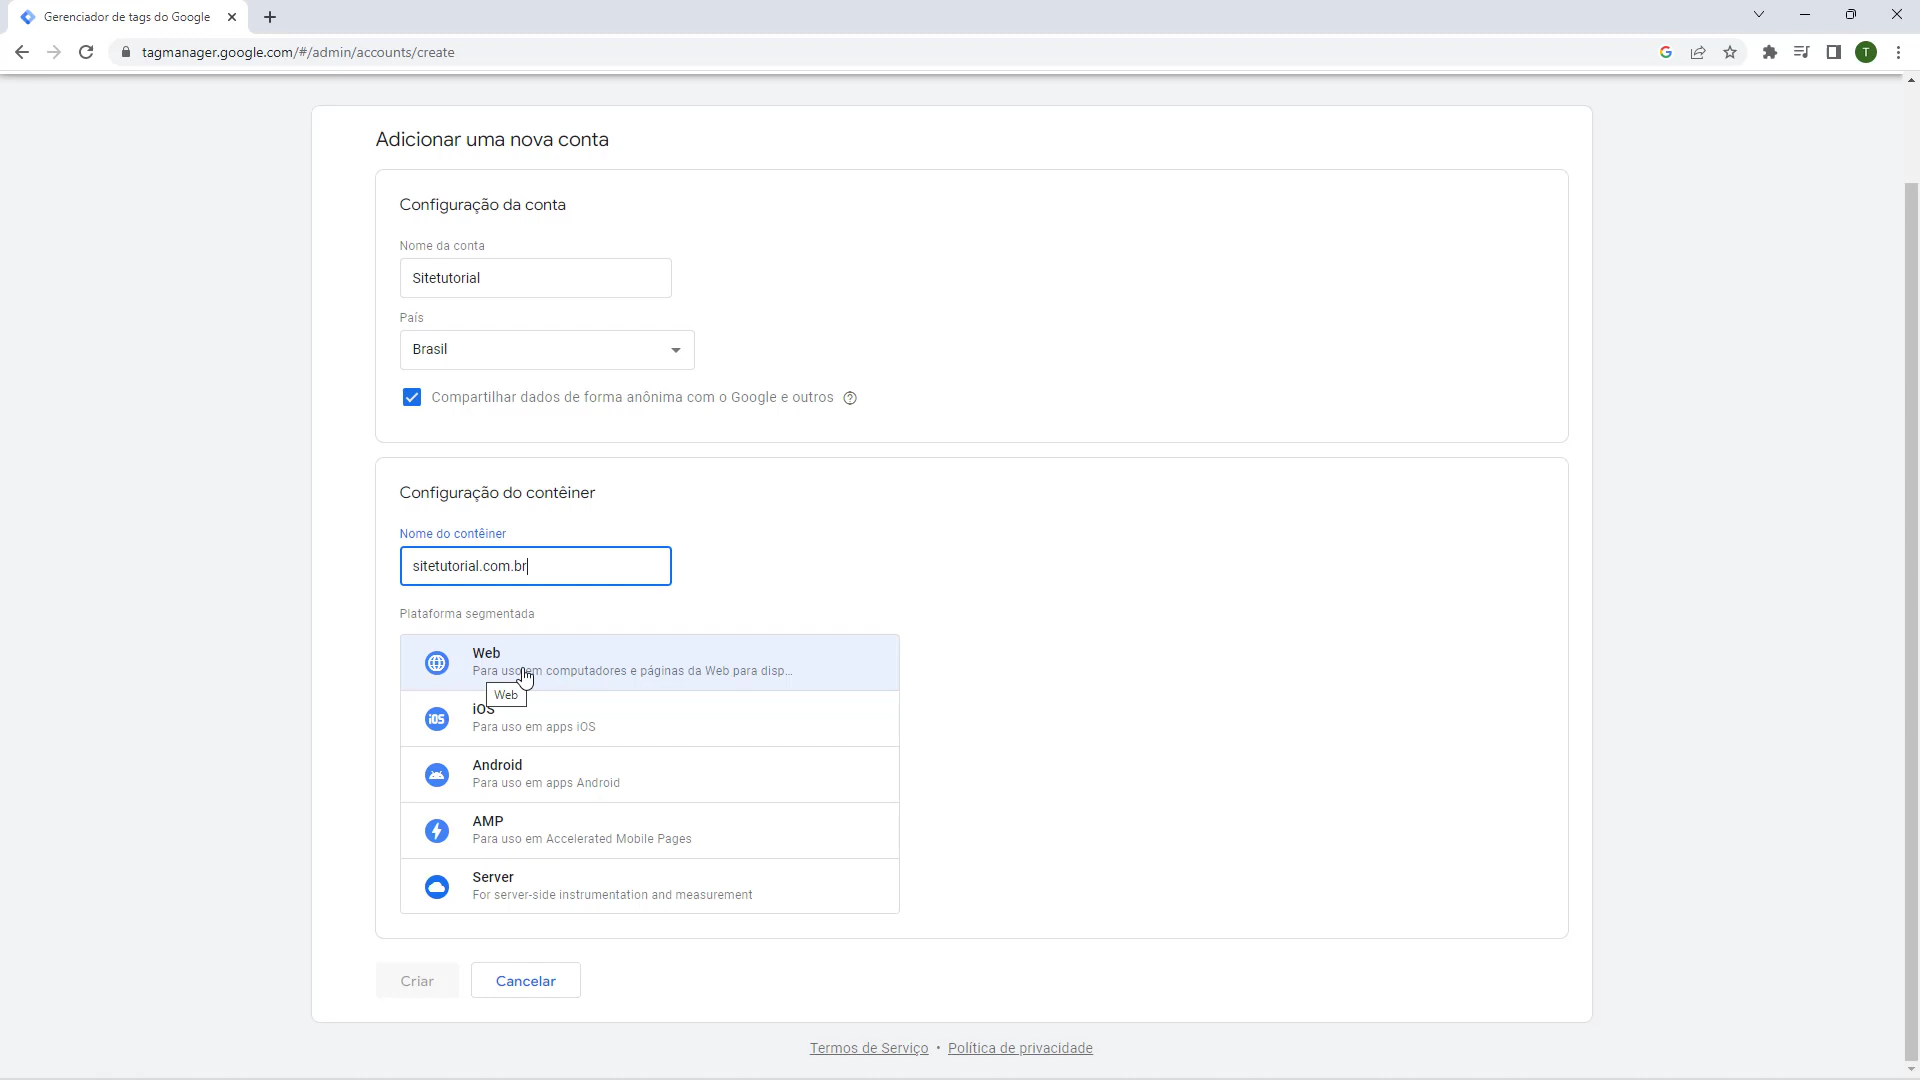 Gerenciador de tags do Google
tagmanager.google.com/#/admin/accounts/create
T
Adicionar uma nova conta
Configuração da conta
Nome da conta
Sitetutorial
País
Brasil
Compartilhar dados de forma anônima com o Google e outros
Configuração do contêiner
Nome do contêiner
sitetutorial.com.br
Plataforma segmentada
Web
Para uso em computadores e páginas da Web para disp...
Web
iOS
iOS
Para uso em apps iOS
Android
Para uso em apps Android
AMP
Para uso em Accelerated Mobile Pages
Server
For server-side instrumentation and measurement
Criar
Cancelar
Termos de Serviço • Política de privacidade